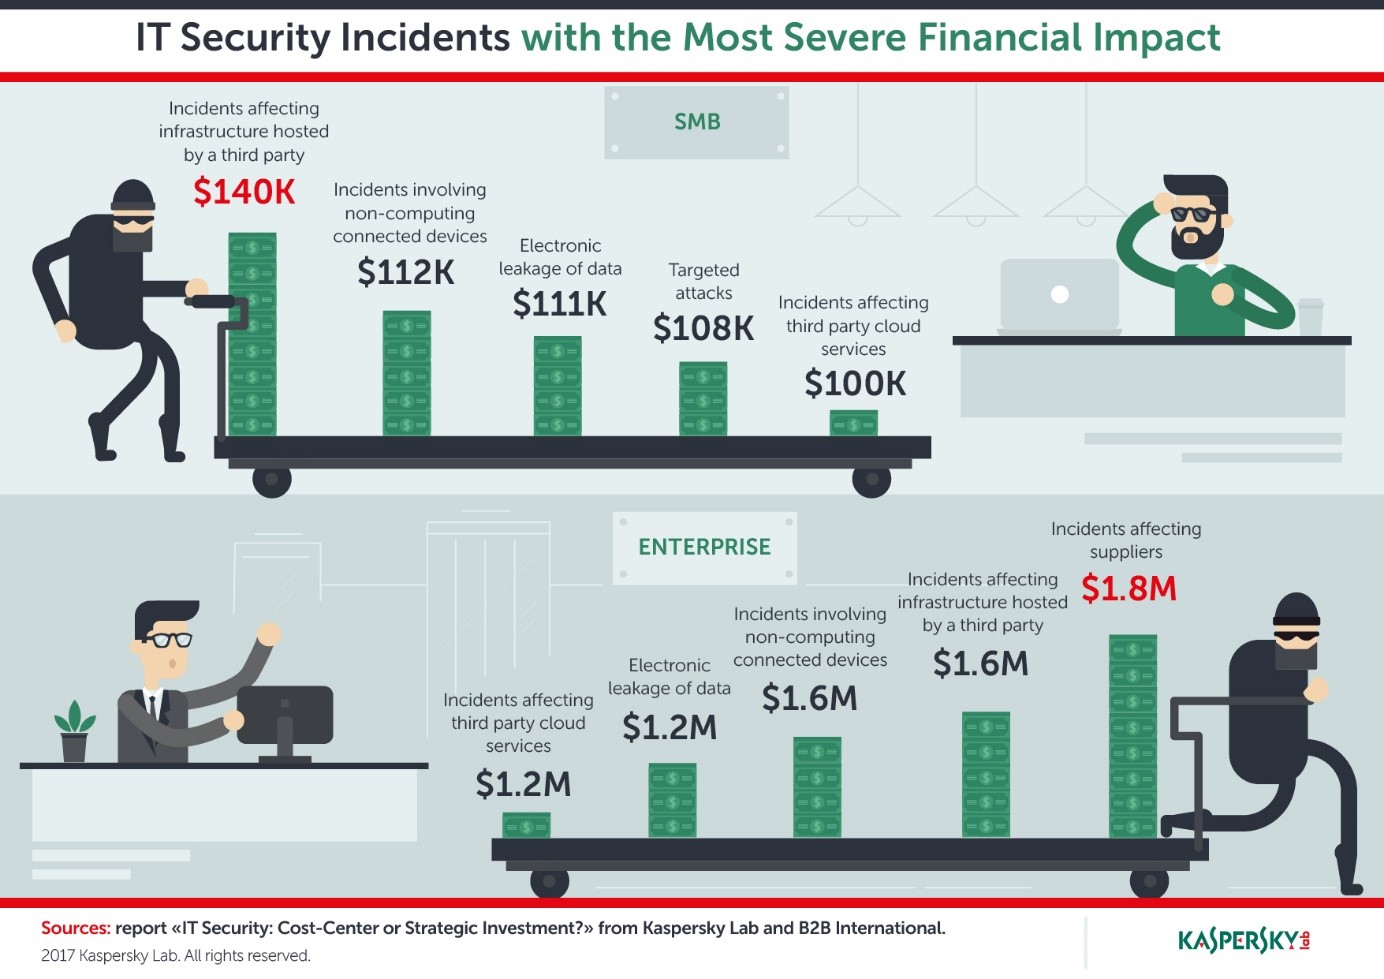 IT Security Incidents with the Most Severe Financial Impact
SMB
Incidents affecting
infrastructure hosted
by a third party
$140K
Incidents involving
non-computing
connected devices
$112K
Electronic
leakage of data
$111K
Targeted
attacks
$108K
Incidents affecting
third party cloud
services
$100K
ENTERPRISE
Incidents affecting
third party cloud
services
$1.2M
Electronic
leakage of data
$1.2M
Incidents involving
non-computing
connected devices
$1.6M
Incidents affecting
infrastructure hosted
by a third party
$1.6M
Incidents affecting
suppliers
$1.8M
Sources: report «IT Security: Cost-Center or Strategic Investment?» from Kaspersky Lab and B2B International.
2017 Kaspersky Lab. All rights reserved.
KASPERSKY lab